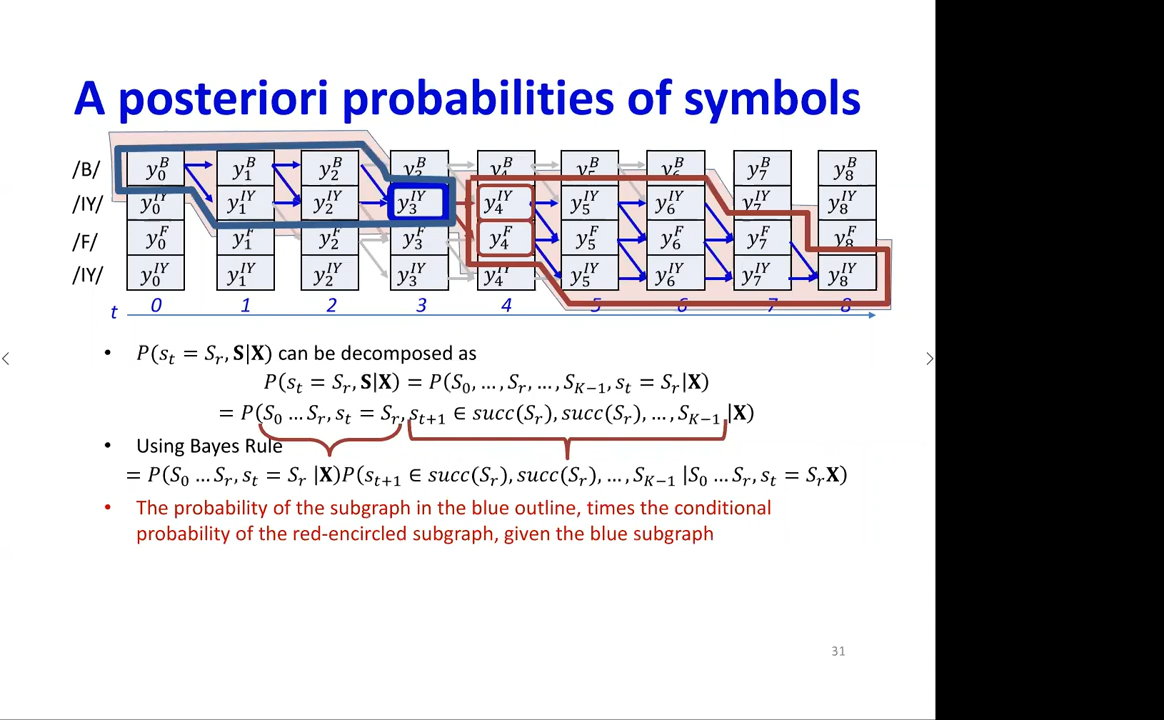 A posteriori probabilities of symbols
/B/ y_0^B y_1^B y_2^B y_3^B y_4^B y_5^B y_6^B y_7^B y_8^B
/IY/ y_0^{IY} y_1^{IY} y_2^{IY} y_3^{IY} y_4^{IY} y_5^{IY} y_6^{IY} y_7^{IY} y_8^{IY}
/F/ y_0^F y_1^F y_2^F y_3^F y_4^F y_5^F y_6^F y_7^F y_8^F
/IY/ y_0^{IY} y_1^{IY} y_2^{IY} y_3^{IY} y_4^{IY} y_5^{IY} y_6^{IY} y_7^{IY} y_8^{IY}
t 0 1 2 3 4 5 6 7 8
• P(s_t = S_r, S|X) can be decomposed as
P(s_t = S_r, S|X) = P(S_0, …, S_r, …, S_{K−1}, s_t = S_r|X)
= P(S_0 … S_r, s_t = S_r, s_{t+1} ∈ succ(S_r), succ(S_r), …, S_{K−1} |X)
• Using Bayes Rule
= P(S_0 … S_r, s_t = S_r |X)P(s_{t+1} ∈ succ(S_r), succ(S_r), …, S_{K−1} |S_0 … S_r, s_t = S_r X)
• The probability of the subgraph in the blue outline, times the conditional
probability of the red-encircled subgraph, given the blue subgraph
31